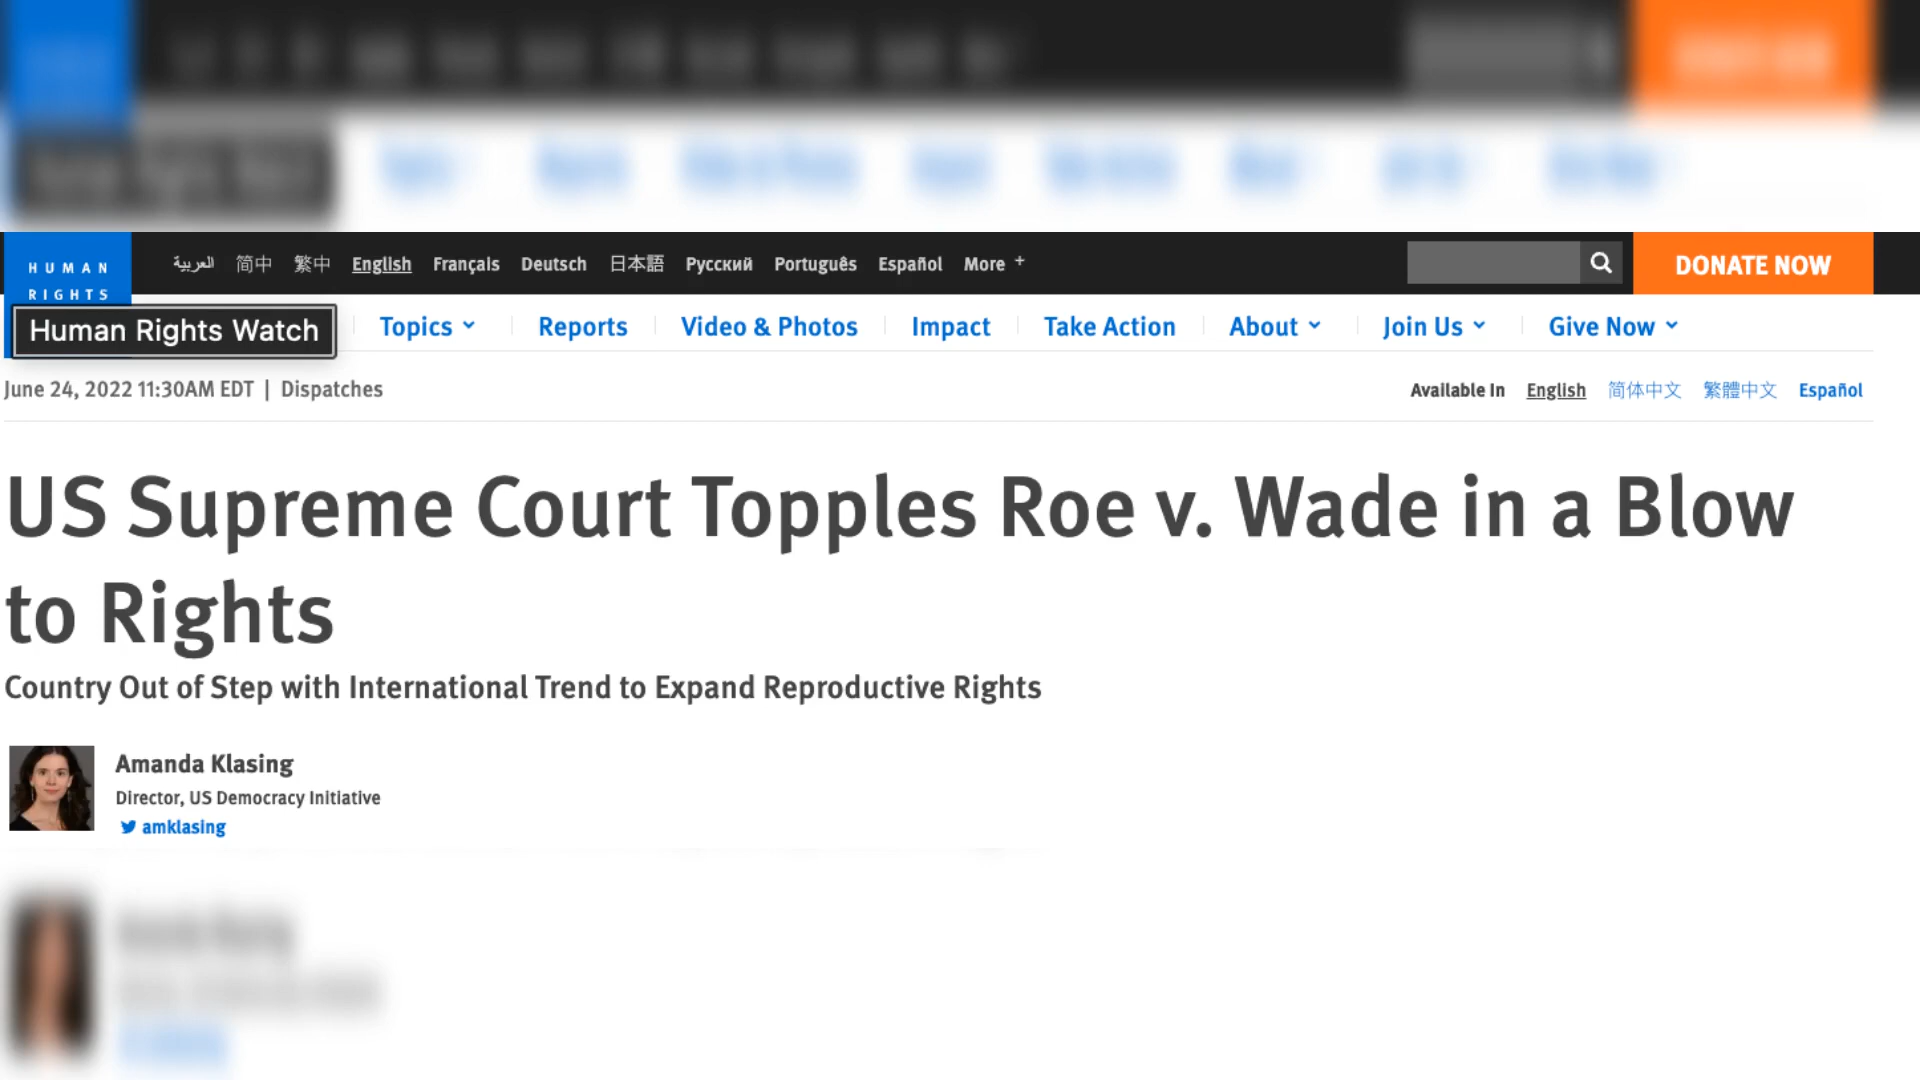 العربية 简中 繁中 English Français Deutsch 日本語 Русский Português Español More +
DONATE NOW
HUMAN
RIGHTS
Human Rights Watch
Topics Reports Video & Photos Impact Take Action About Join Us Give Now
June 24, 2022 11:30AM EDT | Dispatches
Available In English 简体中文 繁體中文 Español
US Supreme Court Topples Roe v. Wade in a Blow
to Rights
Country Out of Step with International Trend to Expand Reproductive Rights
Amanda Klasing
Director, US Democracy Initiative
amklasing